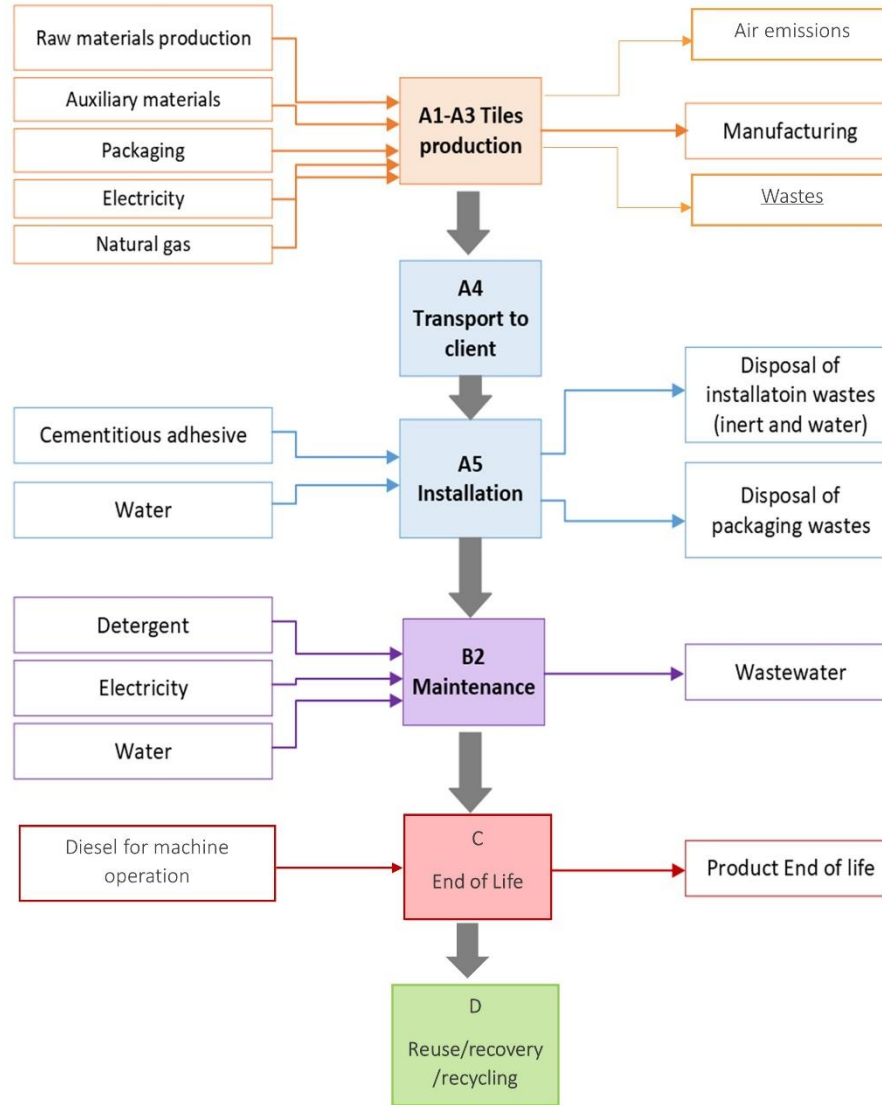 Raw materials production
Auxiliary materials
Packaging
Electricity
Natural gas
A1-A3 Tiles
production
Air emissions
Manufacturing
Wastes
A4
Transport to
client
Cementitious adhesive
Water
A5
Installation
Disposal of
installatoin wastes
(inert and water)
Disposal of
packaging wastes
Detergent
Electricity
Water
B2
Maintenance
Wastewater
Diesel for machine
operation
C
End of Life
Product End of life
D
Reuse/recovery
/recycling